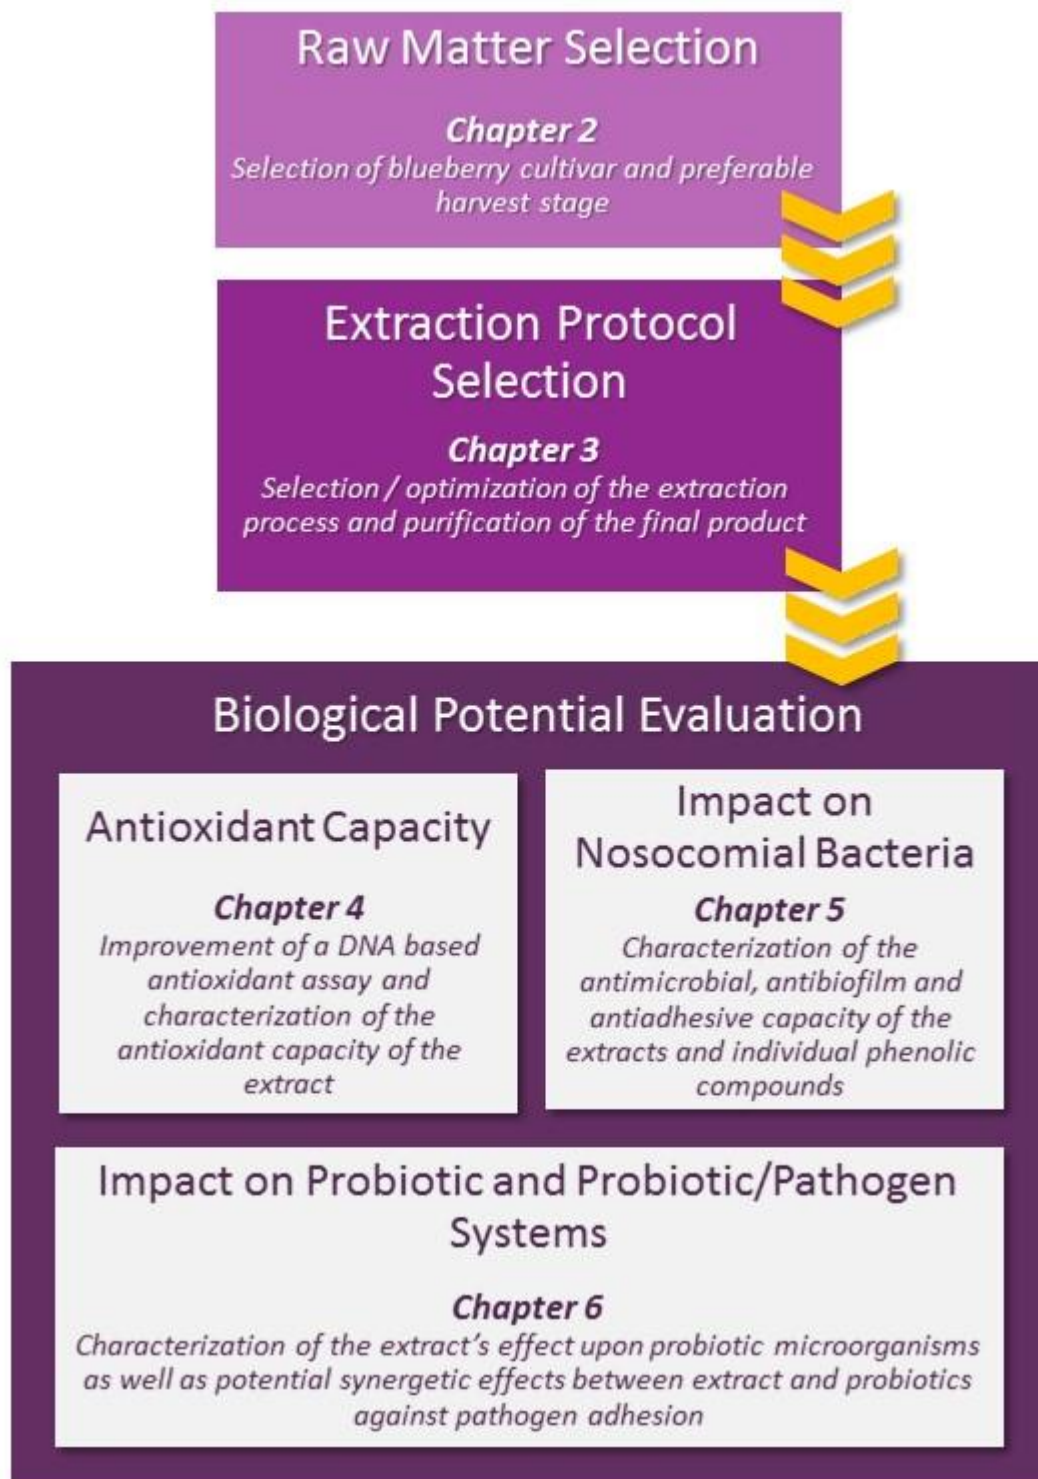 Raw Matter Selection
Chapter 2
Selection of blueberry cultivar and preferable
harvest stage
Extraction Protocol
Selection
Chapter 3
Selection / optimization of the extraction
process and purification of the final product
Biological Potential Evaluation
Antioxidant Capacity
Chapter 4
Improvement of a DNA based
antioxidant assay and
characterization of the
antioxidant capacity of the
extract
Impact on
Nosocomial Bacteria
Chapter 5
Characterization of the
antimicrobial, antibiofilm and
antiadhesive capacity of the
extracts and individual phenolic
compounds
Impact on Probiotic and Probiotic/Pathogen
Systems
Chapter 6
Characterization of the extract's effect upon probiotic microorganisms
as well as potential synergetic effects between extract and probiotics
against pathogen adhesion